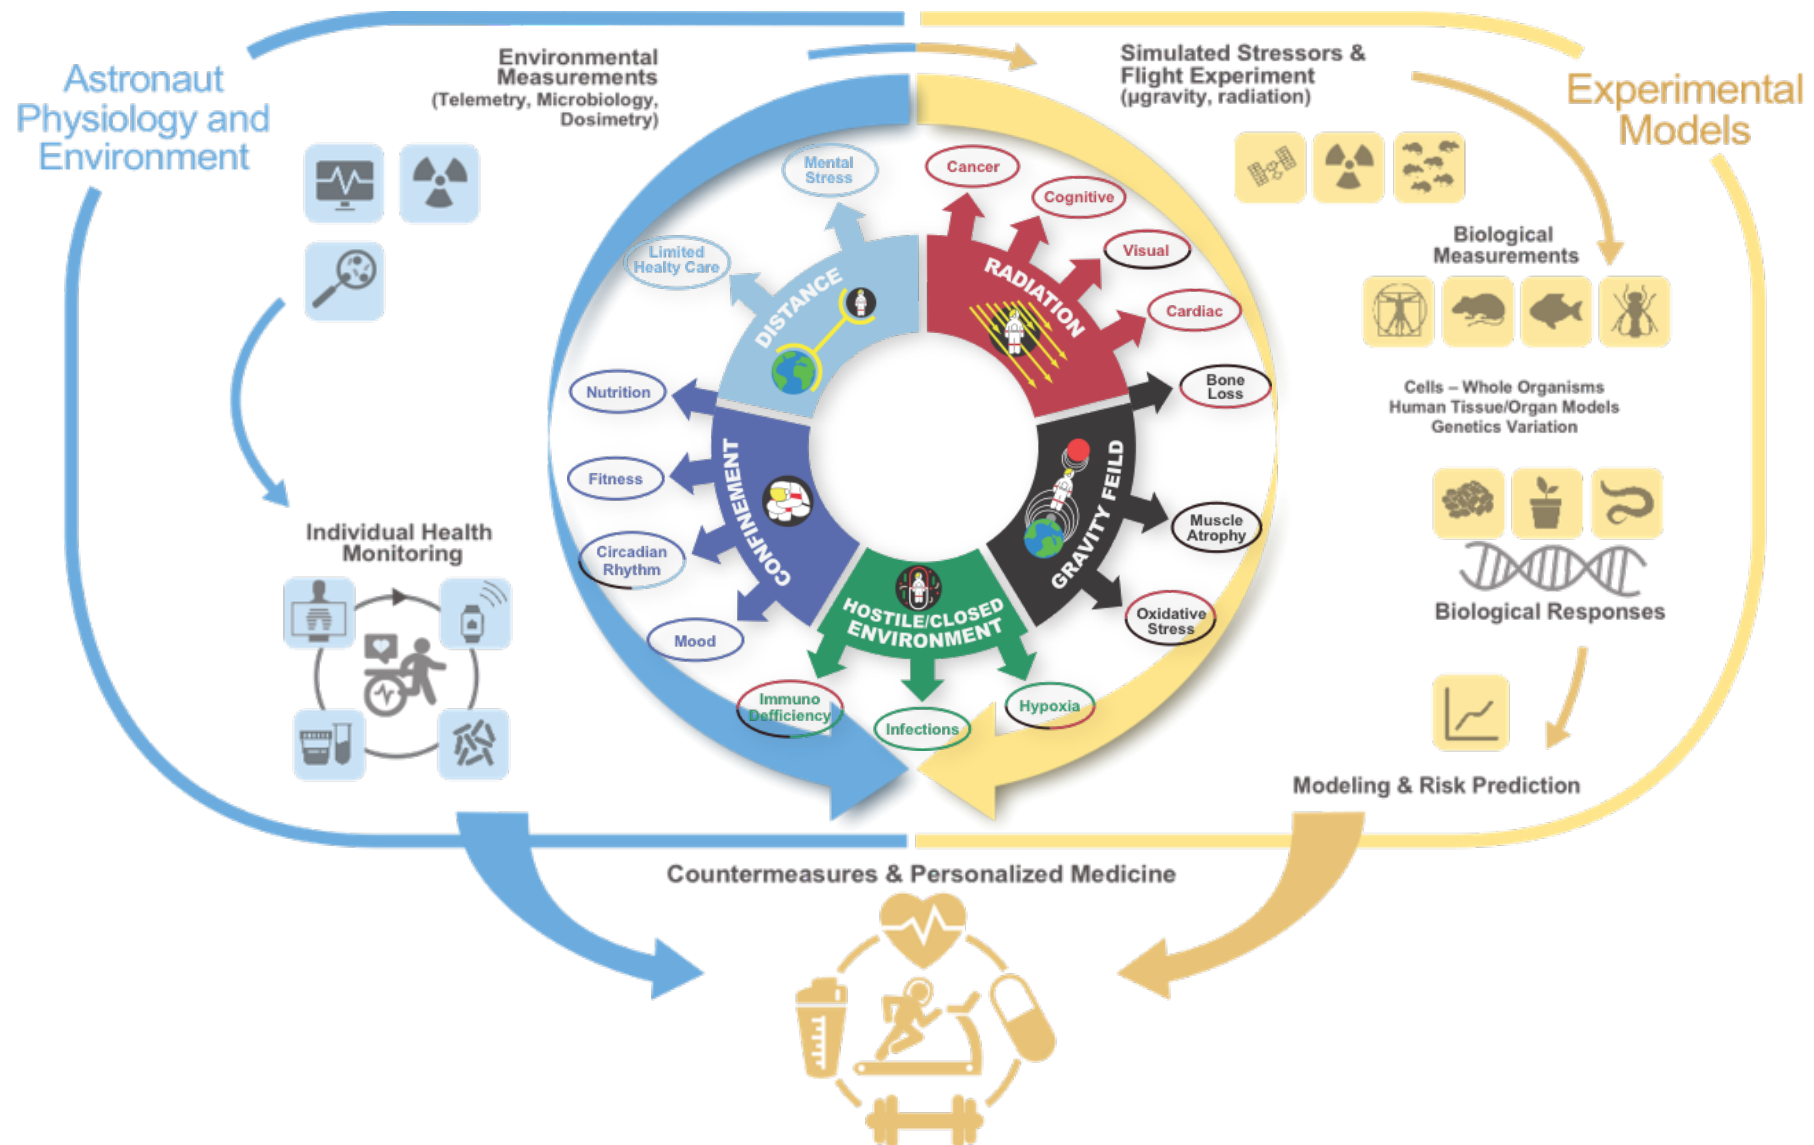 Astronaut
Physiology and
Environment
Environmental
Measurements
(Telemetry, Microbiology,
Dosimetry)
Simulated Stressors &
Flight Experiment
(µgravity, radiation)
Experimental
Models
Mental
Stress
Limited
Healty Care
DISTANCE
Cancer
Cognitive
Visual
Cardiac
RADIATION
Biological
Measurements
Cells – Whole Organisms
Human Tissue/Organ Models
Genetics Variation
Biological Responses
Modeling & Risk Prediction
Nutrition
Fitness
Circadian
Rhythm
Mood
CONFINEMENT
Bone
Loss
Muscle
Atrophy
Oxidative
Stress
GRAVITY FEILD
HOSTILE/CLOSED
ENVIRONMENT
Immuno
Defficiency
Infections
Hypoxia
Individual Health
Monitoring
Countermeasures & Personalized Medicine